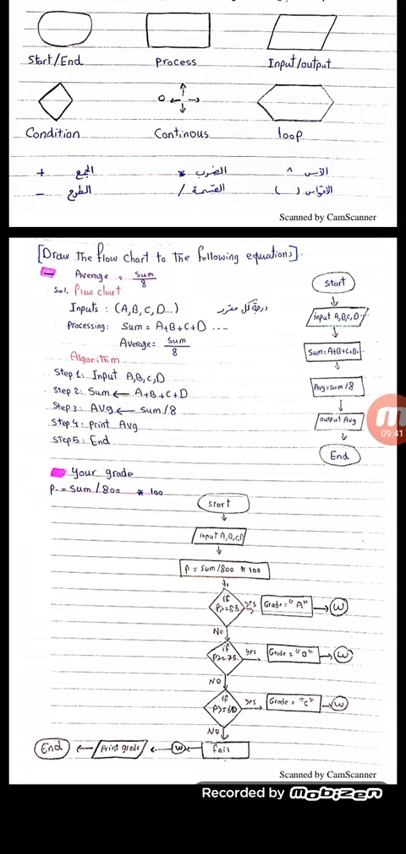 Start/End Process Input/output
Condition Continous loop
+ الجمع * الضرب ^ الاس
- الطرح / القسمة ( ) الاقواس
Scanned by CamScanner
[Draw the flow chart to the following equations].
Average = sum/8
Sol. flow chart
Inputs: (A,B,C,D...)
Processing: Sum = A+B+C+D ....
Average: sum/8
Algorithm
Step 1: Input A,B,C,D
Step 2: Sum ← A+B+C+D
Step 3: Avg ← sum/8
Step 4: Print Avg
Step 5: End
Start
Input A,B,C,D
Sum=A+B+C+D..
Avg=sum/8
output Avg
End
09:41
Your grade
P. = sum/800 * 100
Start
P = sum/800 * 100
if P>=85 yes Grade="A" W
No
if P>=75 yes W
NO
if P>=60 yes Grade="C" W
NO
End Print grade W Fail
Scanned by CamScanner
Recorded by Mobizen